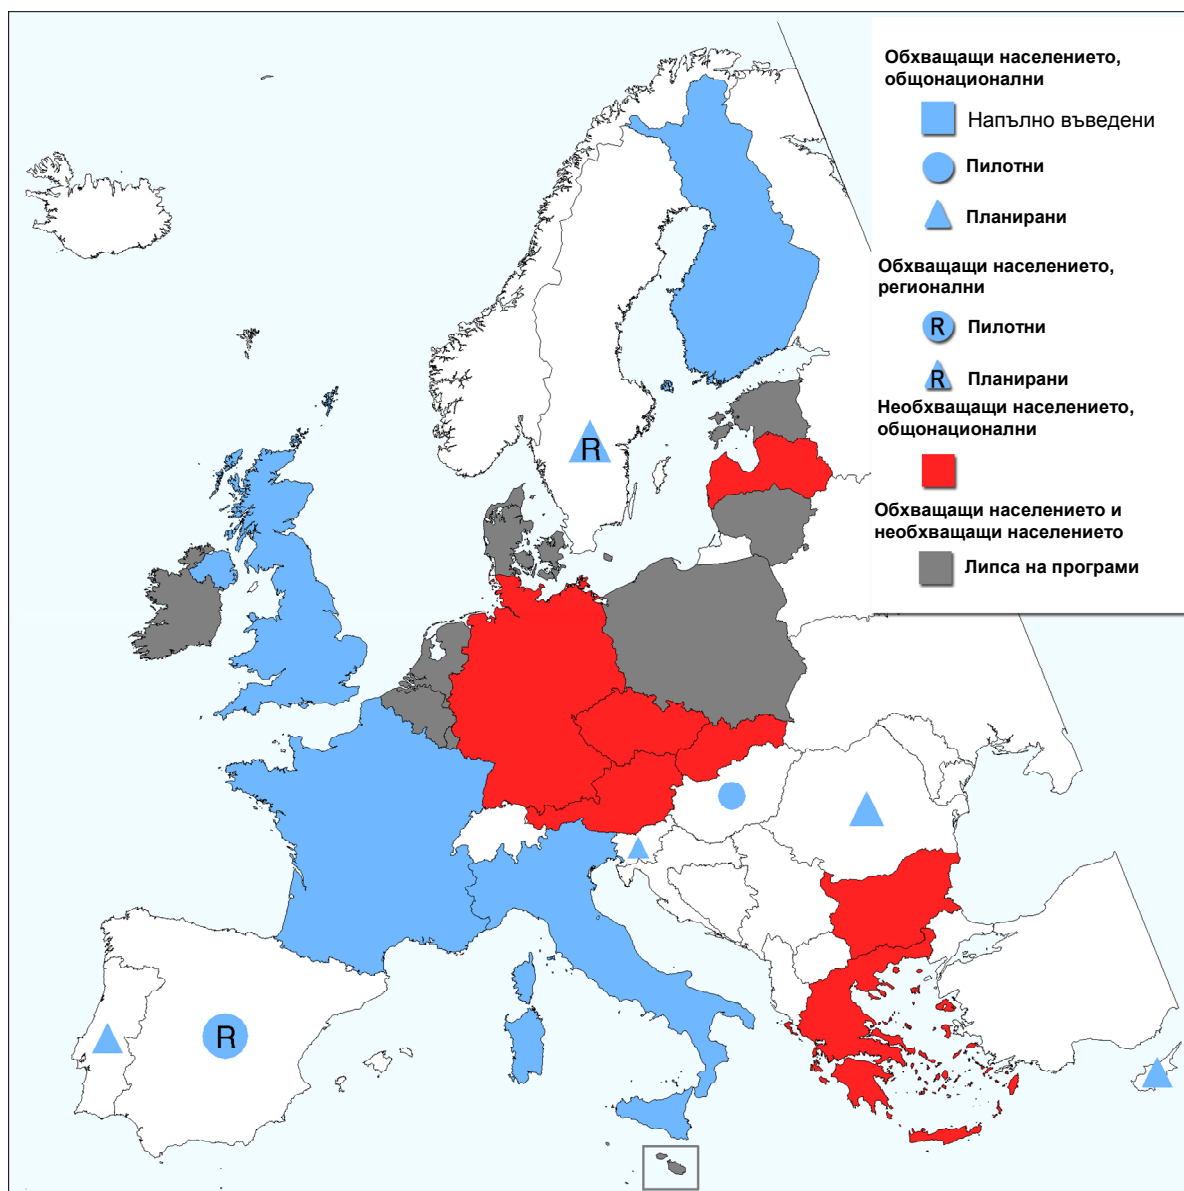 Обхващащи населението,
общонационални
Напълно въведени
Пилотни
Планирани
Обхващащи населението,
регионални
R Пилотни
R Планирани
Необхващащи населението,
общонационални
Обхващащи населението и
необхващащи населението
Липса на програми
R
R